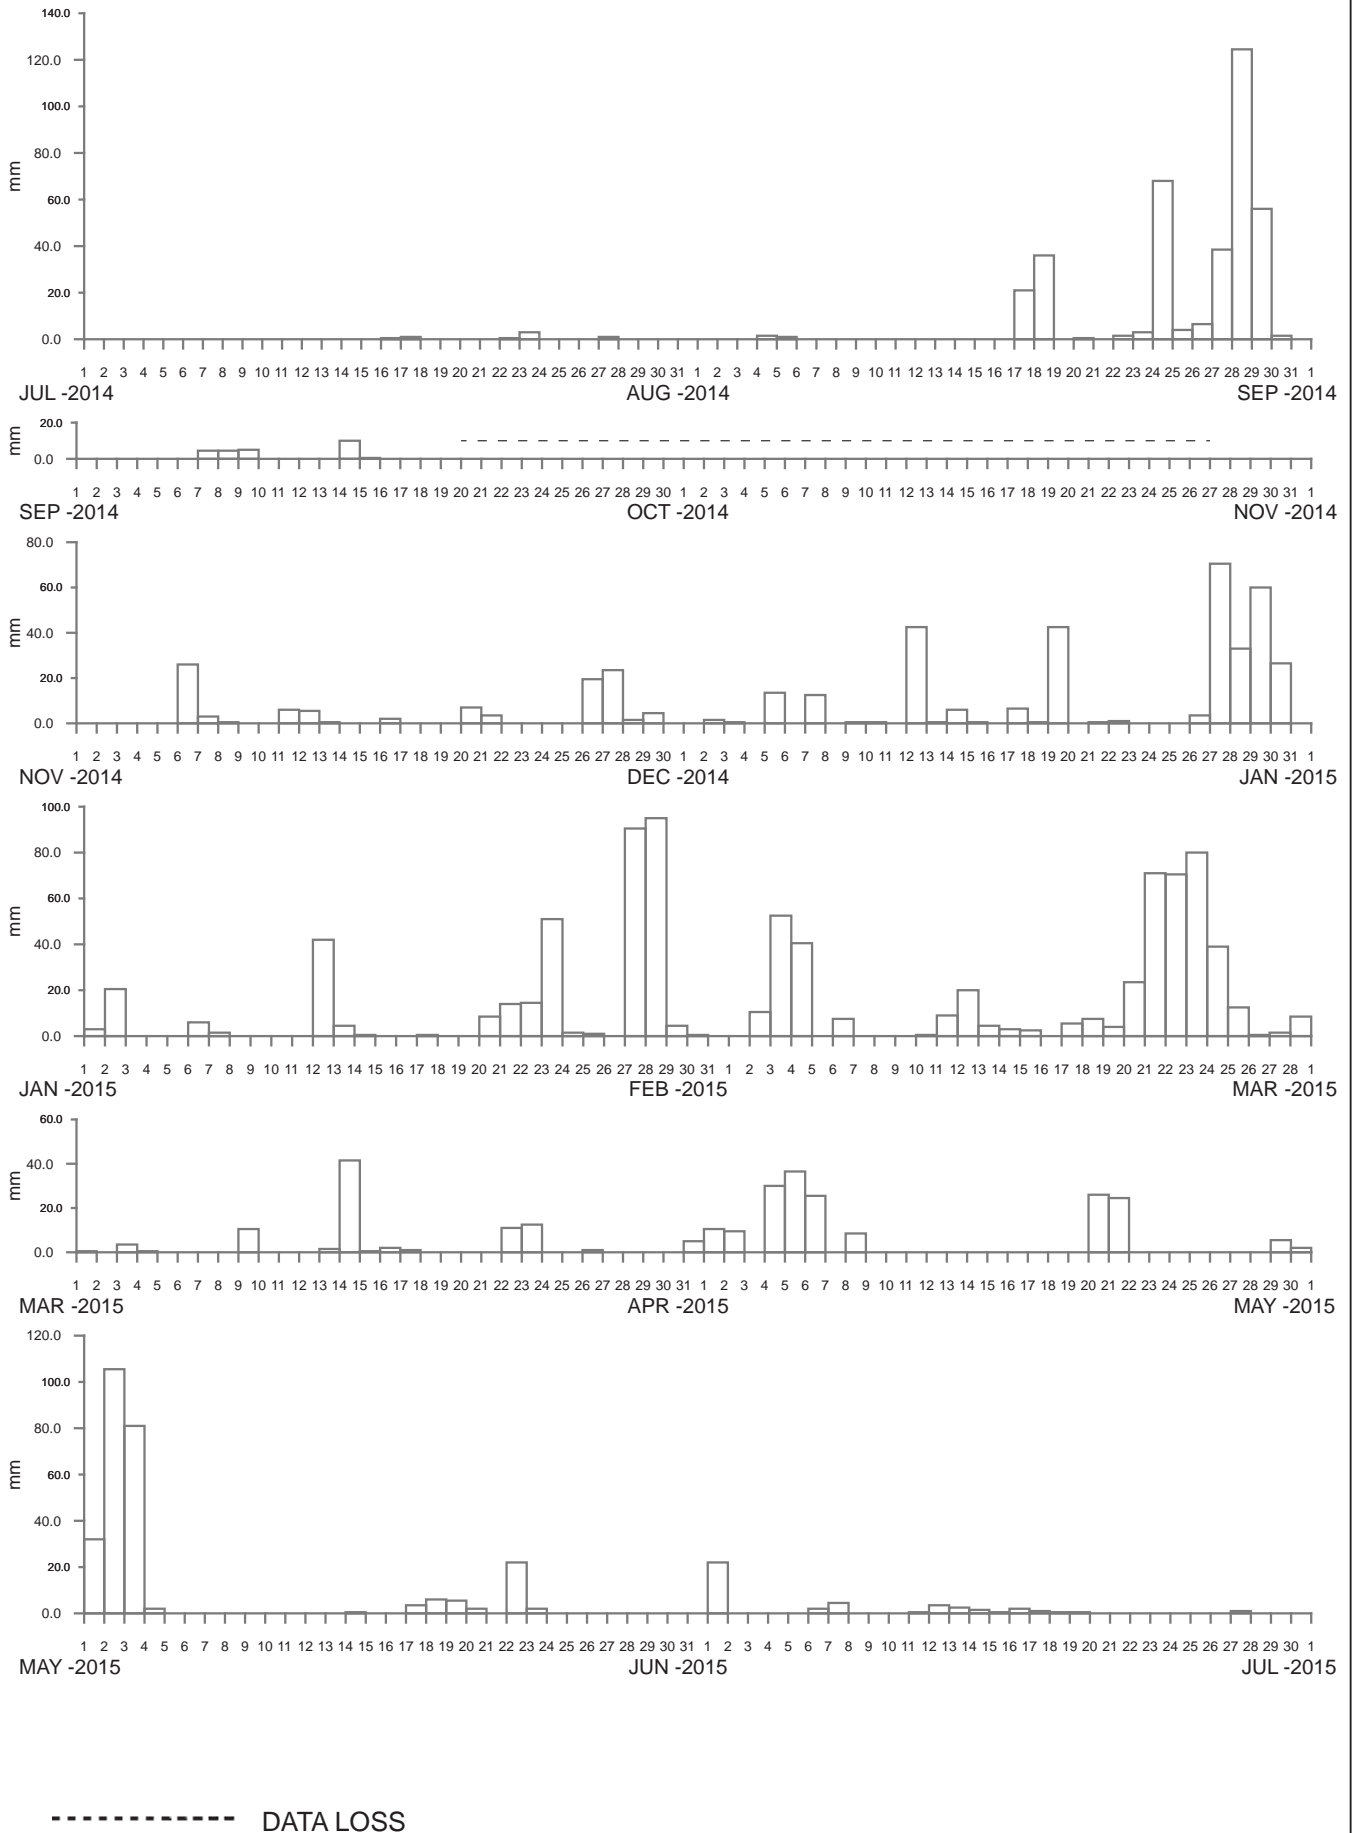 140.0
120.0
100.0
80.0
60.0
40.0
20.0
0.0
mm
1 2 3 4 5 6 7 8 9 10 11 12 13 14 15 16 17 18 19 20 21 22 23 24 25 26 27 28 29 30 31 1 2 3 4 5 6 7 8 9 10 11 12 13 14 15 16 17 18 19 20 21 22 23 24 25 26 27 28 29 30 31 1
JUL -2014 AUG -2014 SEP -2014
20.0
0.0
mm
1 2 3 4 5 6 7 8 9 10 11 12 13 14 15 16 17 18 19 20 21 22 23 24 25 26 27 28 29 30 1 2 3 4 5 6 7 8 9 10 11 12 13 14 15 16 17 18 19 20 21 22 23 24 25 26 27 28 29 30 31 1
SEP -2014 OCT -2014 NOV -2014
80.0
60.0
40.0
20.0
0.0
mm
1 2 3 4 5 6 7 8 9 10 11 12 13 14 15 16 17 18 19 20 21 22 23 24 25 26 27 28 29 30 1 2 3 4 5 6 7 8 9 10 11 12 13 14 15 16 17 18 19 20 21 22 23 24 25 26 27 28 29 30 31 1
NOV -2014 DEC -2014 JAN -2015
100.0
80.0
60.0
40.0
20.0
0.0
mm
1 2 3 4 5 6 7 8 9 10 11 12 13 14 15 16 17 18 19 20 21 22 23 24 25 26 27 28 29 30 31 1 2 3 4 5 6 7 8 9 10 11 12 13 14 15 16 17 18 19 20 21 22 23 24 25 26 27 28 1
JAN -2015 FEB -2015 MAR -2015
60.0
40.0
20.0
0.0
mm
1 2 3 4 5 6 7 8 9 10 11 12 13 14 15 16 17 18 19 20 21 22 23 24 25 26 27 28 29 30 31 1 2 3 4 5 6 7 8 9 10 11 12 13 14 15 16 17 18 19 20 21 22 23 24 25 26 27 28 29 30 1
MAR -2015 APR -2015 MAY -2015
120.0
100.0
80.0
60.0
40.0
20.0
0.0
mm
1 2 3 4 5 6 7 8 9 10 11 12 13 14 15 16 17 18 19 20 21 22 23 24 25 26 27 28 29 30 31 1 2 3 4 5 6 7 8 9 10 11 12 13 14 15 16 17 18 19 20 21 22 23 24 25 26 27 28 29 30 1
MAY -2015 JUN -2015 JUL -2015
DATA LOSS